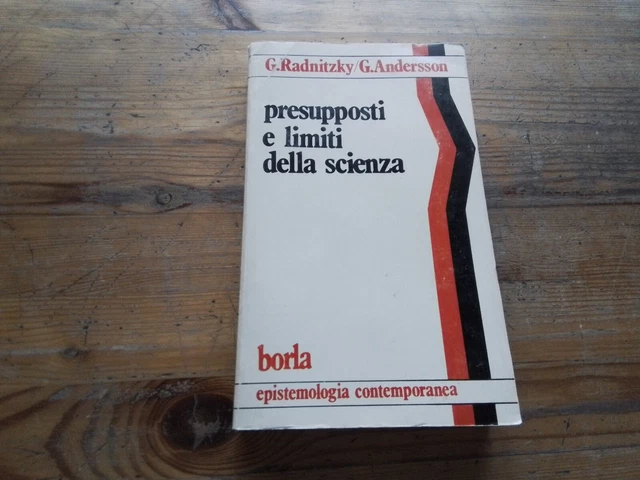 G.Radnitzky/G.Andersson
presupposti
e limiti
della scienza
borla
epistemologia contemporanea